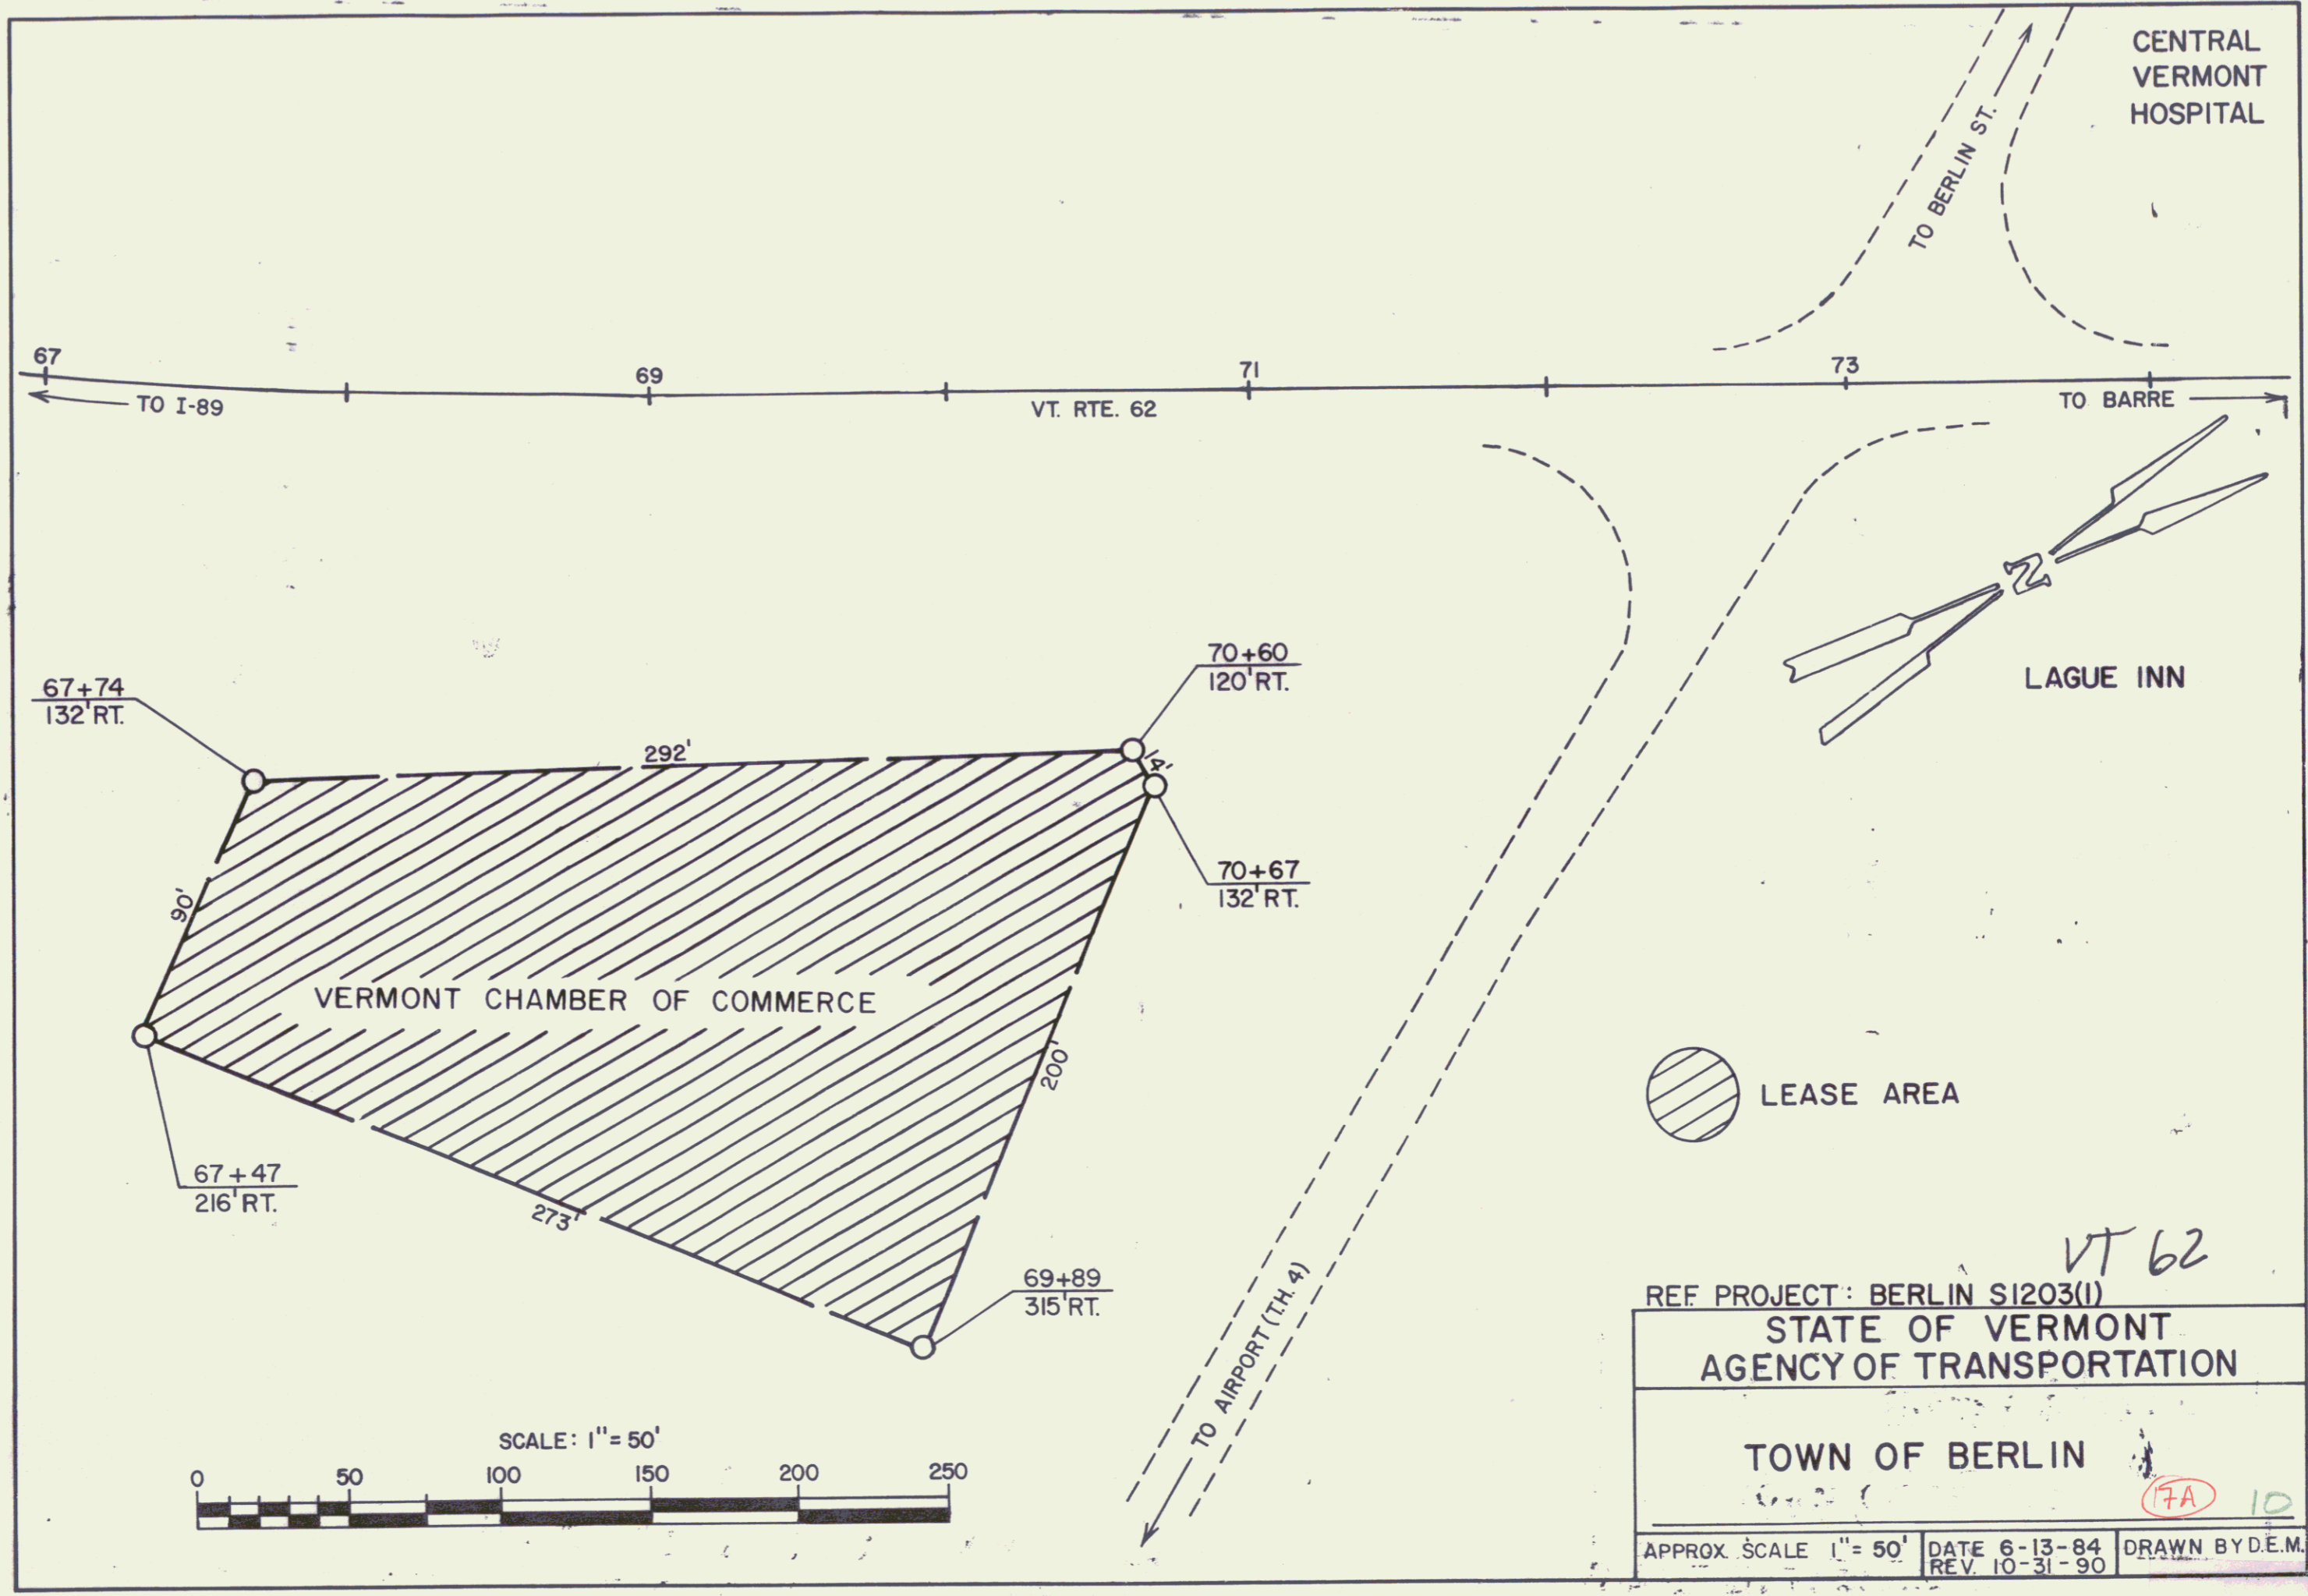 CENTRAL
VERMONT
HOSPITAL
TO BERLIN ST.
67
69
71
73
TO I-89
VT. RTE. 62
TO BARRE
N
LAGUE INN
70+60
120' RT.
67+74
132' RT.
292'
14'
70+67
132' RT.
90'
VERMONT CHAMBER OF COMMERCE
200'
LEASE AREA
67+47
216' RT.
273'
69+89
315' RT.
TO AIRPORT (T.H. 4)
VT 62
REF. PROJECT: BERLIN S1203(1)
STATE OF VERMONT
AGENCY OF TRANSPORTATION
TOWN OF BERLIN
17A 10
SCALE: 1"=50'
0 50 100 150 200 250
APPROX. SCALE 1"=50'
DATE 6-13-84
REV. 10-31-90
DRAWN BY D.E.M.